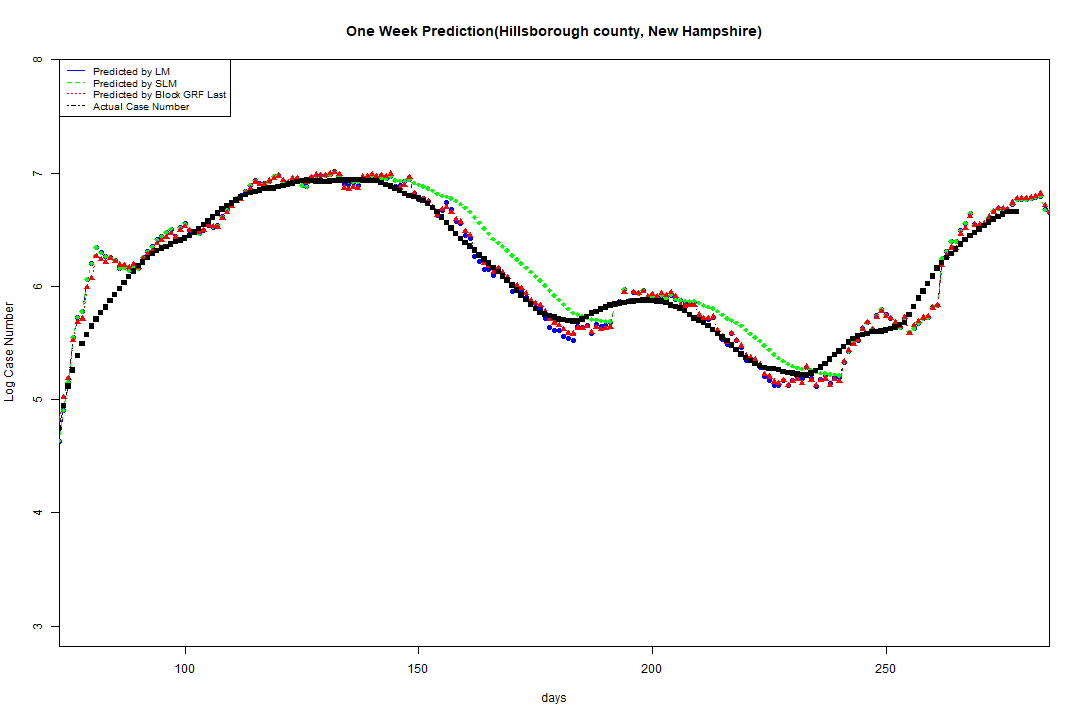 One Week Prediction(Hillsborough county, New Hampshire)
Predicted by LM
Predicted by SLM
Predicted by Block GRF Last
Actual Case Number
8
7
6
5
4
3
Log Case Number
100 150 200 250
days